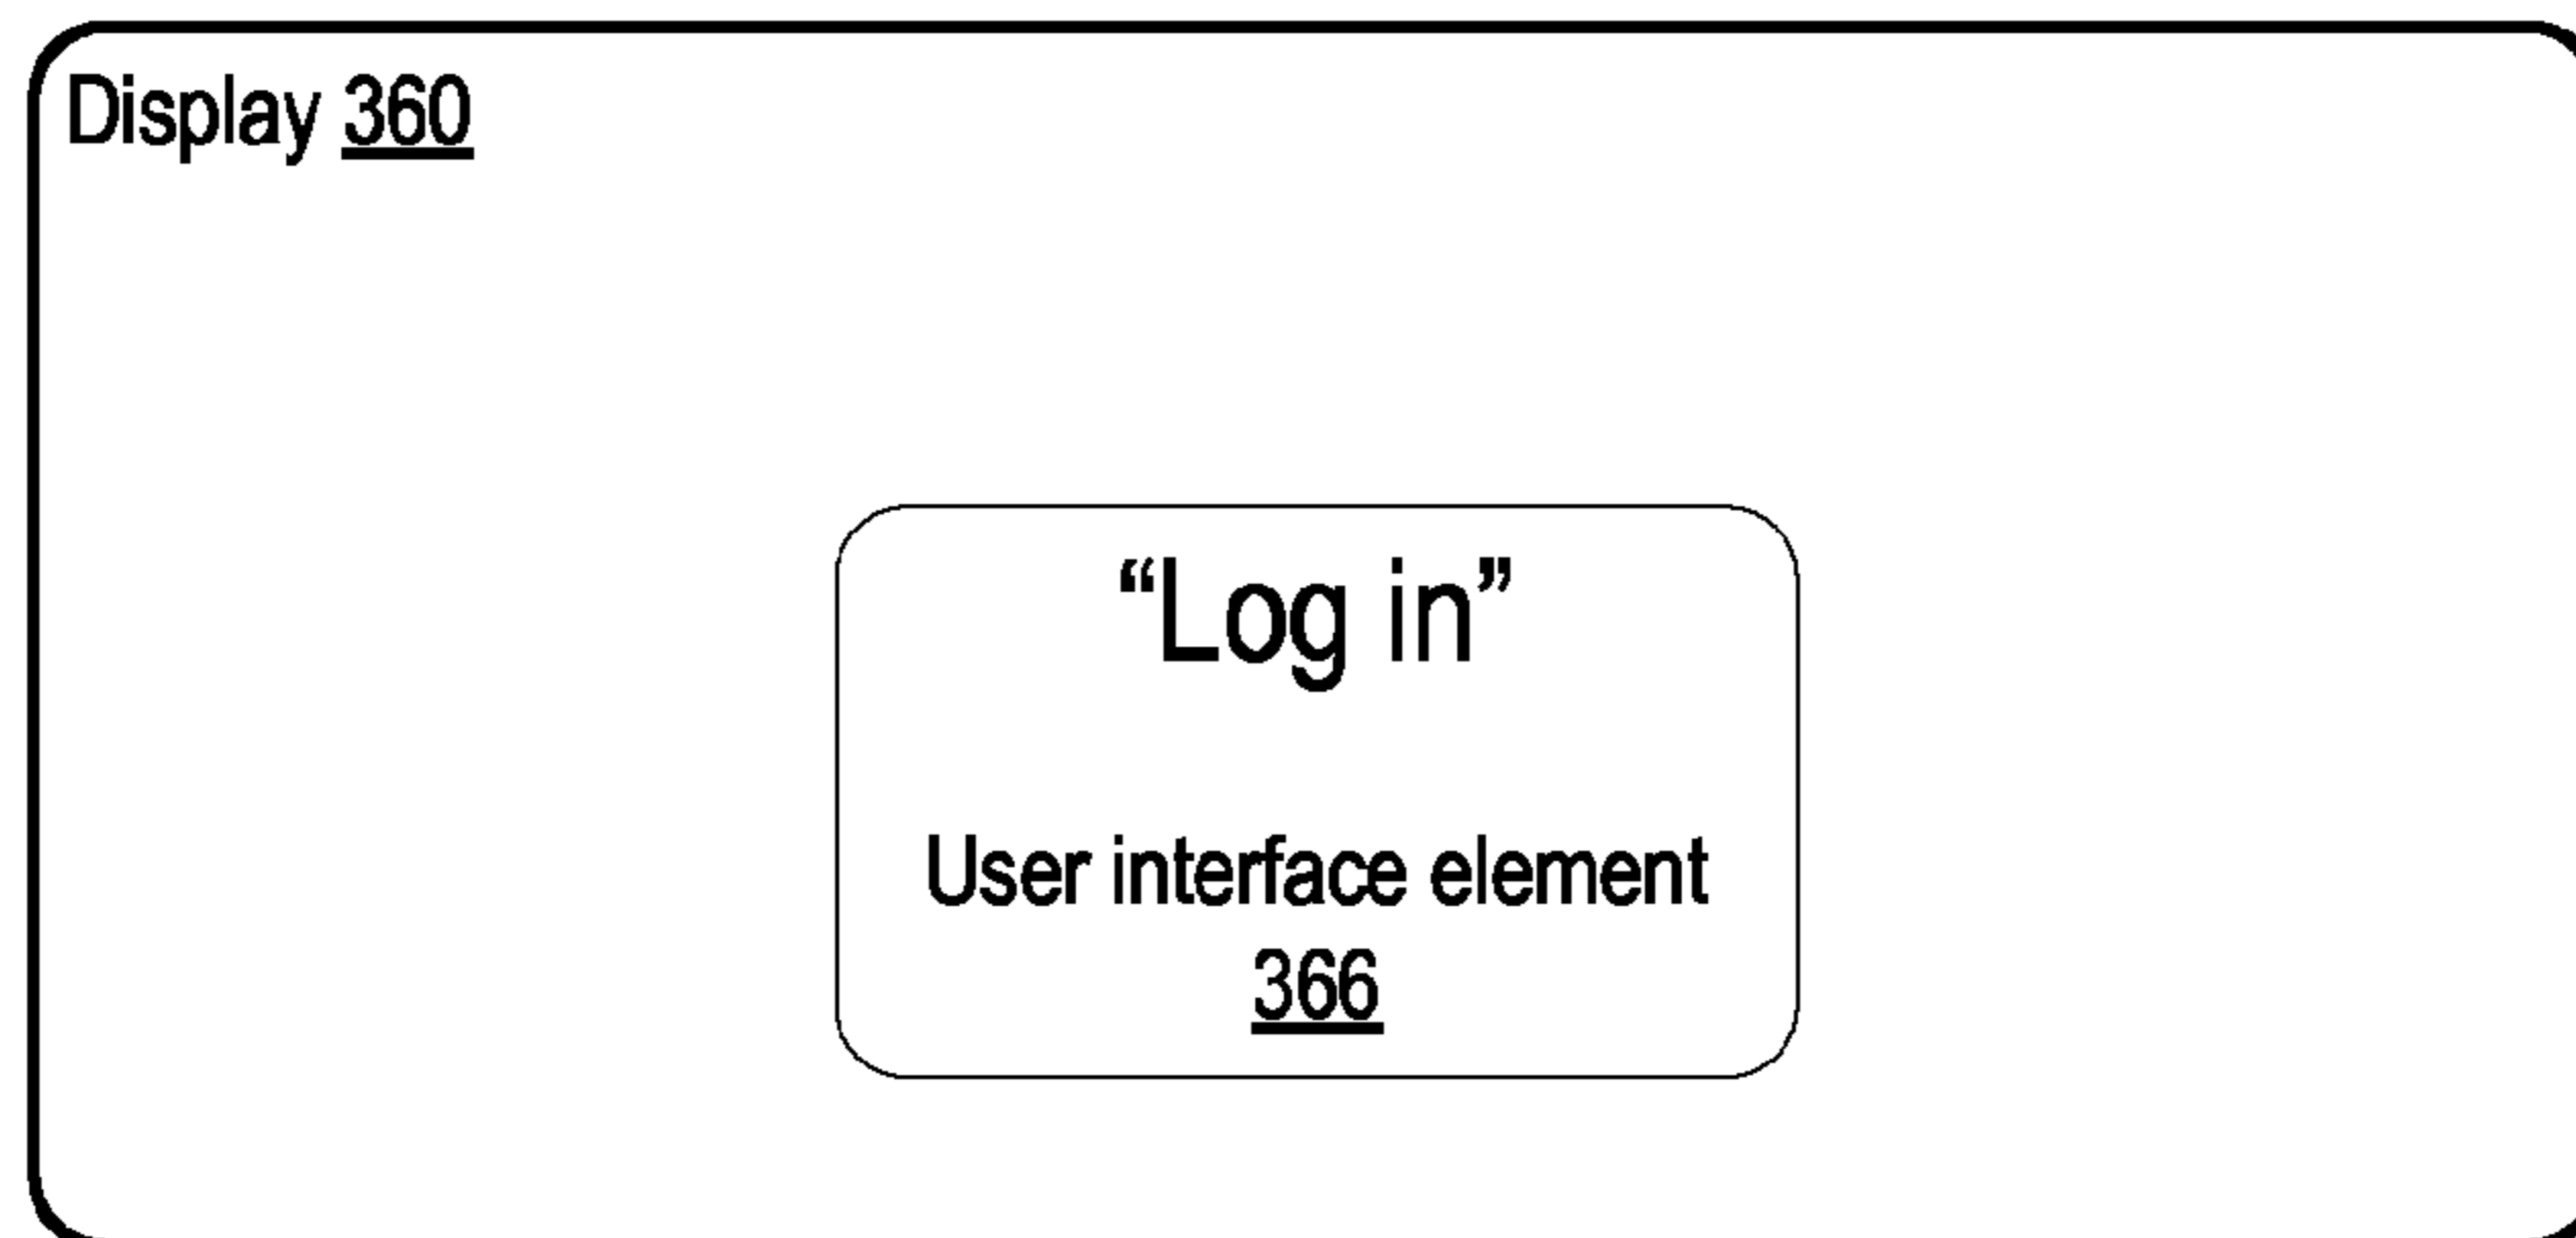 Display 360
“Log in”
User interface element
366